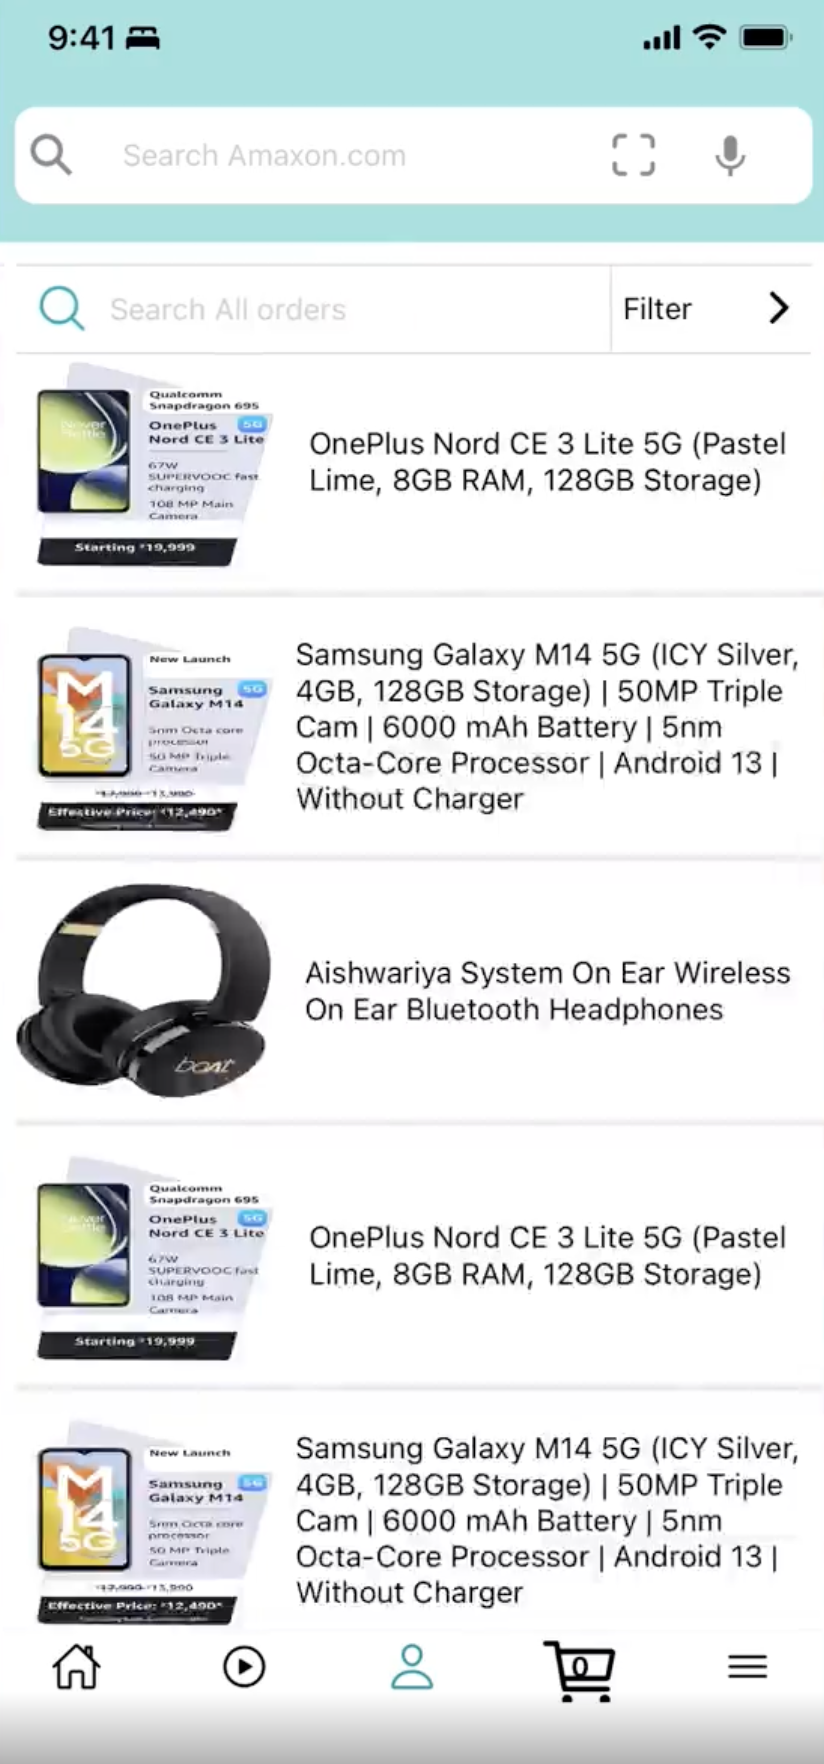 9:41
Search Amaxon.com
Search All orders
Filter
Qualcomm
Snapdragon 695
OnePlus 5G
Nord CE 3 Lite
67W
SUPERVOOC fast
charging
108 MP Main
Camera
Starting ₹19,999
Never
Settle
OnePlus Nord CE 3 Lite 5G (Pastel
Lime, 8GB RAM, 128GB Storage)
New Launch
Samsung 5G
Galaxy M14
5nm Octa core
processor
50 MP Triple
Camera
Effective Price: ₹12,490*
M
14
5G
Samsung Galaxy M14 5G (ICY Silver,
4GB, 128GB Storage) | 50MP Triple
Cam | 6000 mAh Battery | 5nm
Octa-Core Processor | Android 13 |
Without Charger
boAt
Aishwariya System On Ear Wireless
On Ear Bluetooth Headphones
Qualcomm
Snapdragon 695
OnePlus 5G
Nord CE 3 Lite
67W
SUPERVOOC fast
charging
108 MP Main
Camera
Starting ₹19,999
Never
Settle
OnePlus Nord CE 3 Lite 5G (Pastel
Lime, 8GB RAM, 128GB Storage)
New Launch
Samsung 5G
Galaxy M14
5nm Octa core
processor
50 MP Triple
Camera
Effective Price: ₹12,490*
M
14
5G
Samsung Galaxy M14 5G (ICY Silver,
4GB, 128GB Storage) | 50MP Triple
Cam | 6000 mAh Battery | 5nm
Octa-Core Processor | Android 13 |
Without Charger
0